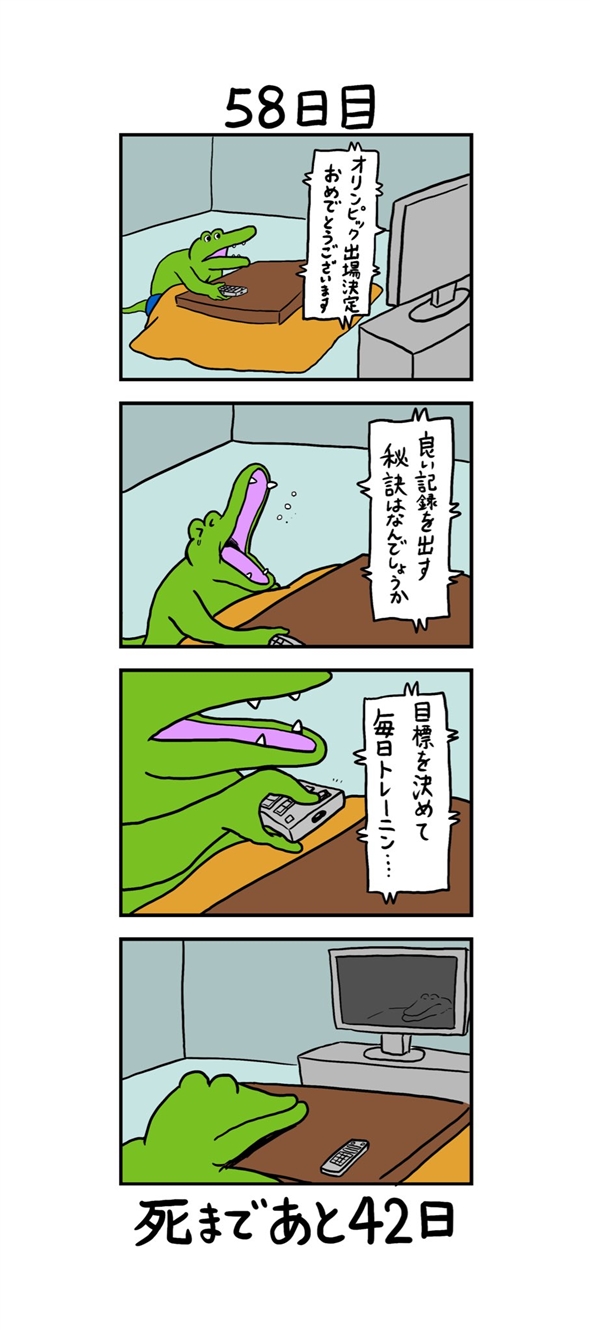 58日目
オリンピック出場決定
おめでとうございます
良い記録を出す
秘訣はなんでしょうか
目標を決めて
毎日トレーニン‥‥
死まであと42日